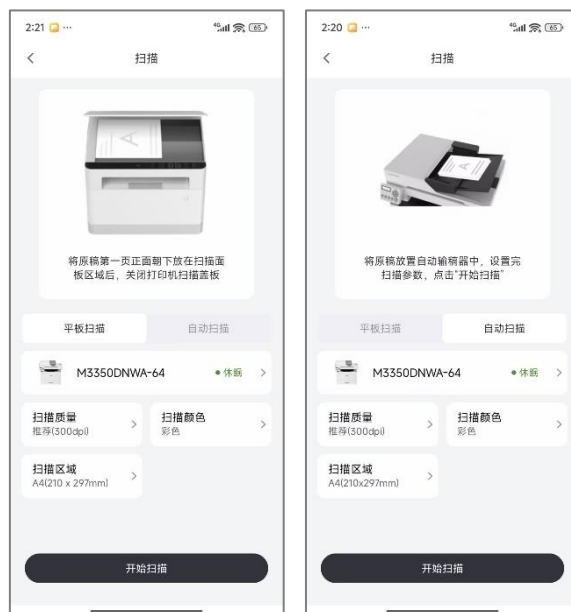 2:21 ...
4G 65
扫描
A
将原稿第一页正面朝下放在扫描面
板区域后，关闭打印机扫描盖板
平板扫描
自动扫描
M3350DNWA-64
休眠
扫描质量
推荐(300dpi)
扫描颜色
彩色
扫描区域
A4(210 x 297mm)
开始扫描
2:20 ...
4G 65
扫描
A
将原稿放置自动输稿器中，设置完
扫描参数，点击"开始扫描"
平板扫描
自动扫描
M3350DNWA-64
休眠
扫描质量
推荐(300dpi)
扫描颜色
彩色
扫描区域
A4(210x297mm)
开始扫描